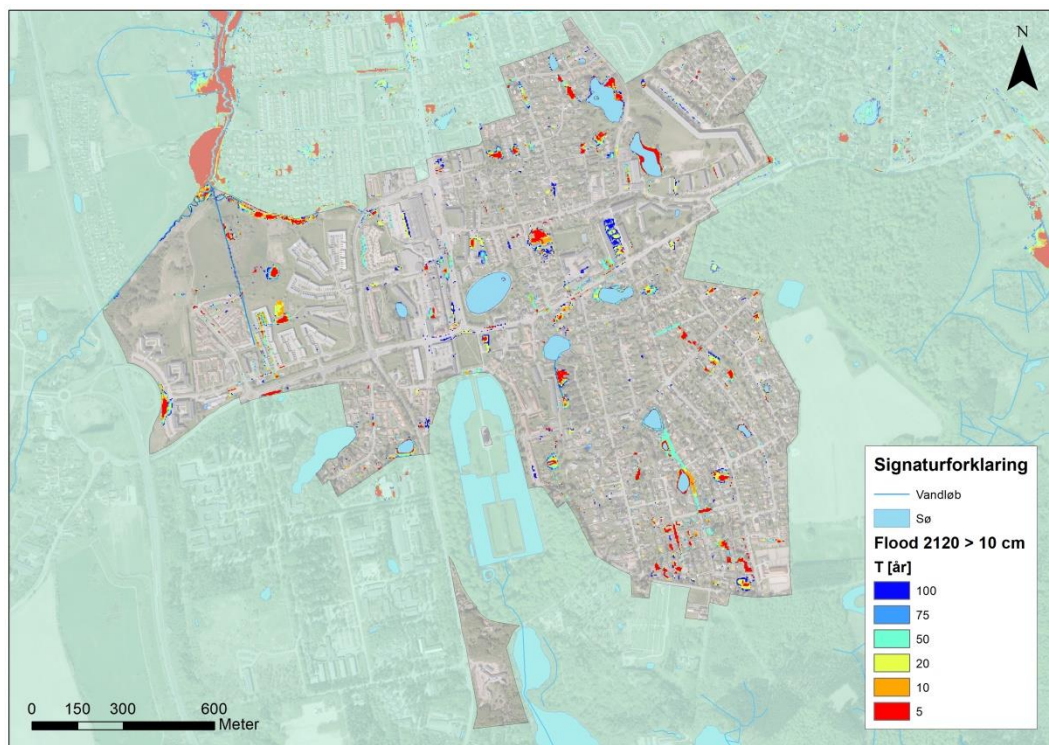 N
Signaturforklaring
Vandløb
Sø
Flood 2120 > 10 cm
T [år]
100
75
50
20
10
5
0 150 300 600
Meter